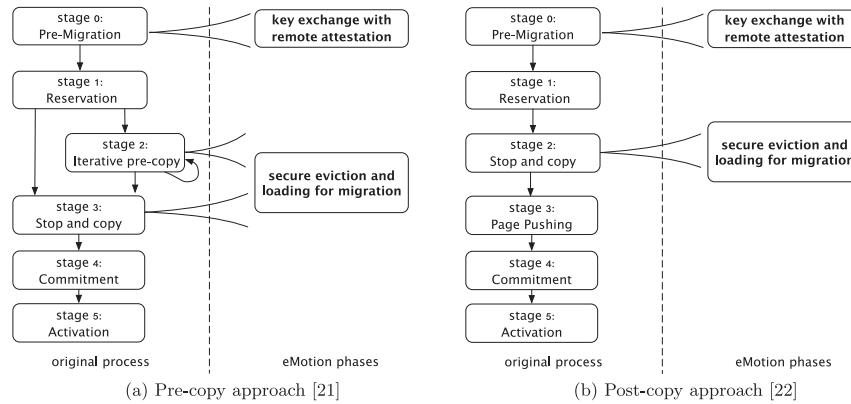 stage 0:
Pre-Migration
key exchange with
remote attestation
stage 1:
Reservation
stage 2:
Iterative pre-copy
secure eviction and
loading for migration
stage 3:
Stop and copy
stage 4:
Commitment
stage 5:
Activation
original process
eMotion phases
(a) Pre-copy approach [21]
stage 0:
Pre-Migration
key exchange with
remote attestation
stage 1:
Reservation
stage 2:
Stop and copy
secure eviction and
loading for migration
stage 3:
Page Pushing
stage 4:
Commitment
stage 5:
Activation
original process
eMotion phases
(b) Post-copy approach [22]